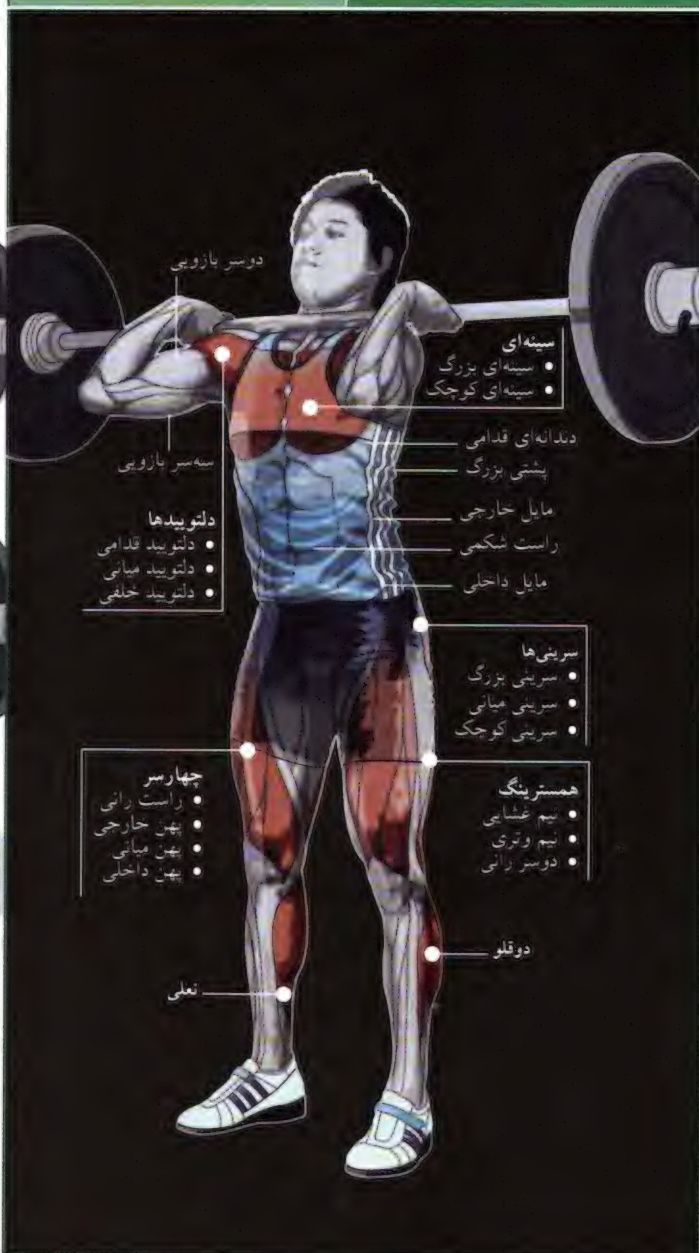 دوسر بازویی
سینه‌ای
• سینه‌ای بزرگ
• سینه‌ای کوچک
دندانه‌ای قدامی
پشتی بزرگ
سه‌سر بازویی
مایل خارجی
راست شکمی
مایل داخلی
دلتوییدها
• دلتویید قدامی
• دلتویید میانی
• دلتویید خلفی
سرینی‌ها
• سرینی بزرگ
• سرینی میانی
• سرینی کوچک
چهارسر
• راست رانی
• پهن خارجی
• پهن میانی
• پهن داخلی
همسترینگ
• نیم غشایی
• نیم وتری
• دوسر رانی
دوقلو
نعلی